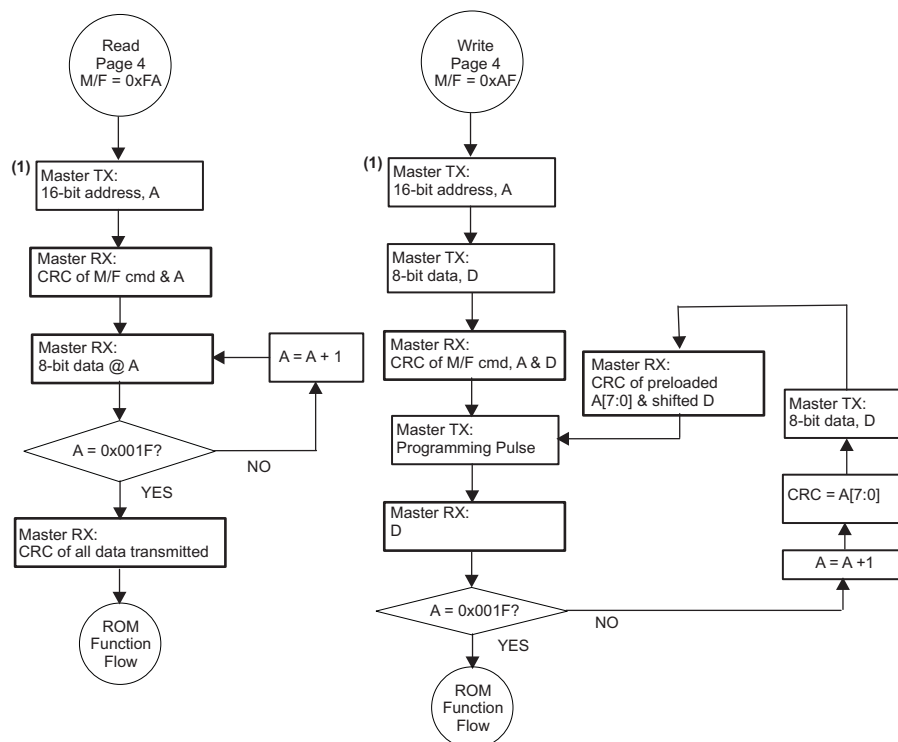 Read
Page 4
M/F = 0xFA
(1)
Master TX:
16-bit address, A
Master RX:
CRC of M/F cmd & A
Master RX:
8-bit data @ A
A = A + 1
A = 0x001F?
NO
YES
Master RX:
CRC of all data transmitted
ROM
Function
Flow
Write
Page 4
M/F = 0xAF
(1)
Master TX:
16-bit address, A
Master TX:
8-bit data, D
Master RX:
CRC of M/F cmd, A & D
Master TX:
Programming Pulse
Master RX:
D
A = 0x001F?
NO
YES
ROM
Function
Flow
A = A +1
CRC = A[7:0]
Master TX:
8-bit data, D
Master RX:
CRC of preloaded
A[7:0] & shifted D